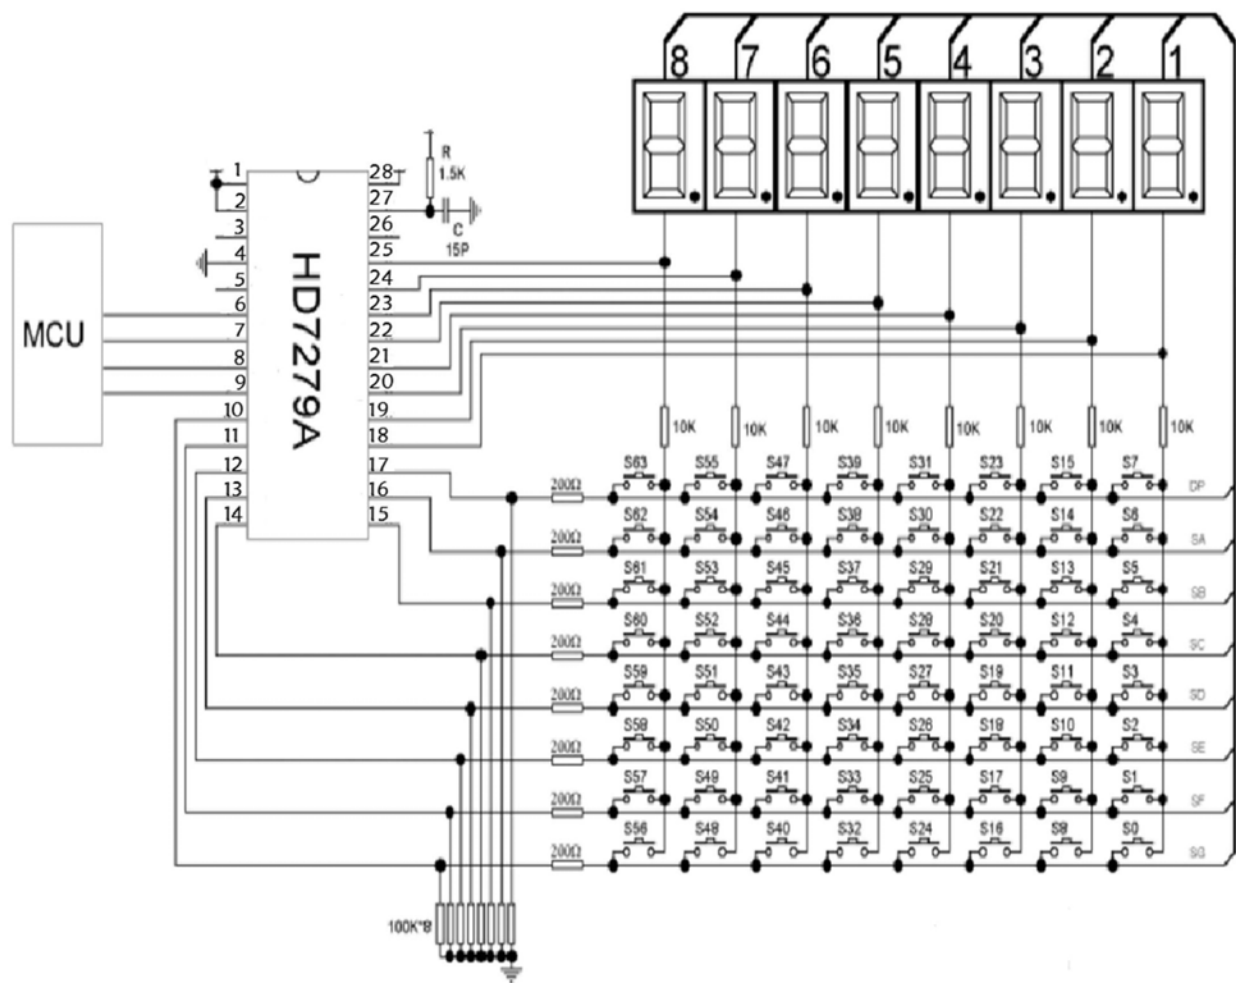 8 7 6 5 4 3 2 1
R
1.5K
C
15P
MCU
HD7279A
1 28
2 27
3 26
4 25
5 24
6 23
7 22
8 21
9 20
10 19
11 18
12 17
13 16
14 15
10K 10K 10K 10K 10K 10K 10K 10K
S63 S55 S47 S39 S31 S23 S15 S7
200Ω DP
S62 S54 S46 S38 S30 S22 S14 S6
200Ω SA
S61 S53 S45 S37 S29 S21 S13 S5
200Ω SB
S60 S52 S44 S36 S28 S20 S12 S4
200Ω SC
S59 S51 S43 S35 S27 S19 S11 S3
200Ω SD
S58 S50 S42 S34 S26 S18 S10 S2
200Ω SE
S57 S49 S41 S33 S25 S17 S9 S1
200Ω SF
S56 S48 S40 S32 S24 S16 S8 S0
200Ω SG
100K*8